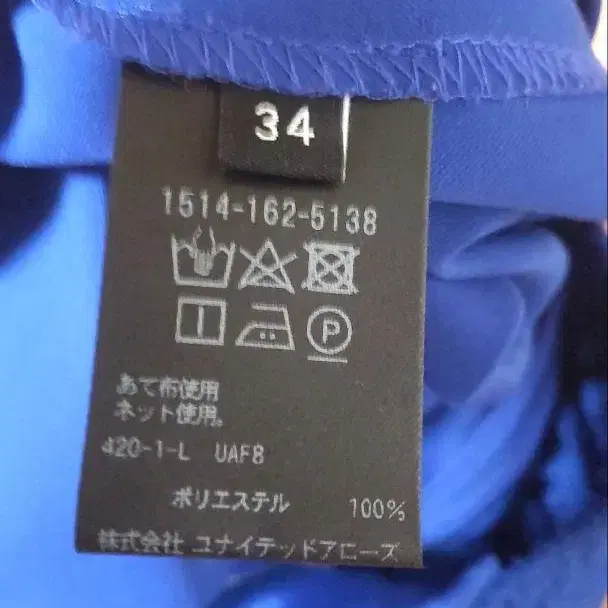 34
1514-162-5138
P
あて布使用
ネット使用。
420-1-L UAF8
ポリエステル 100%
株式会社 ユナイテッドアローズ